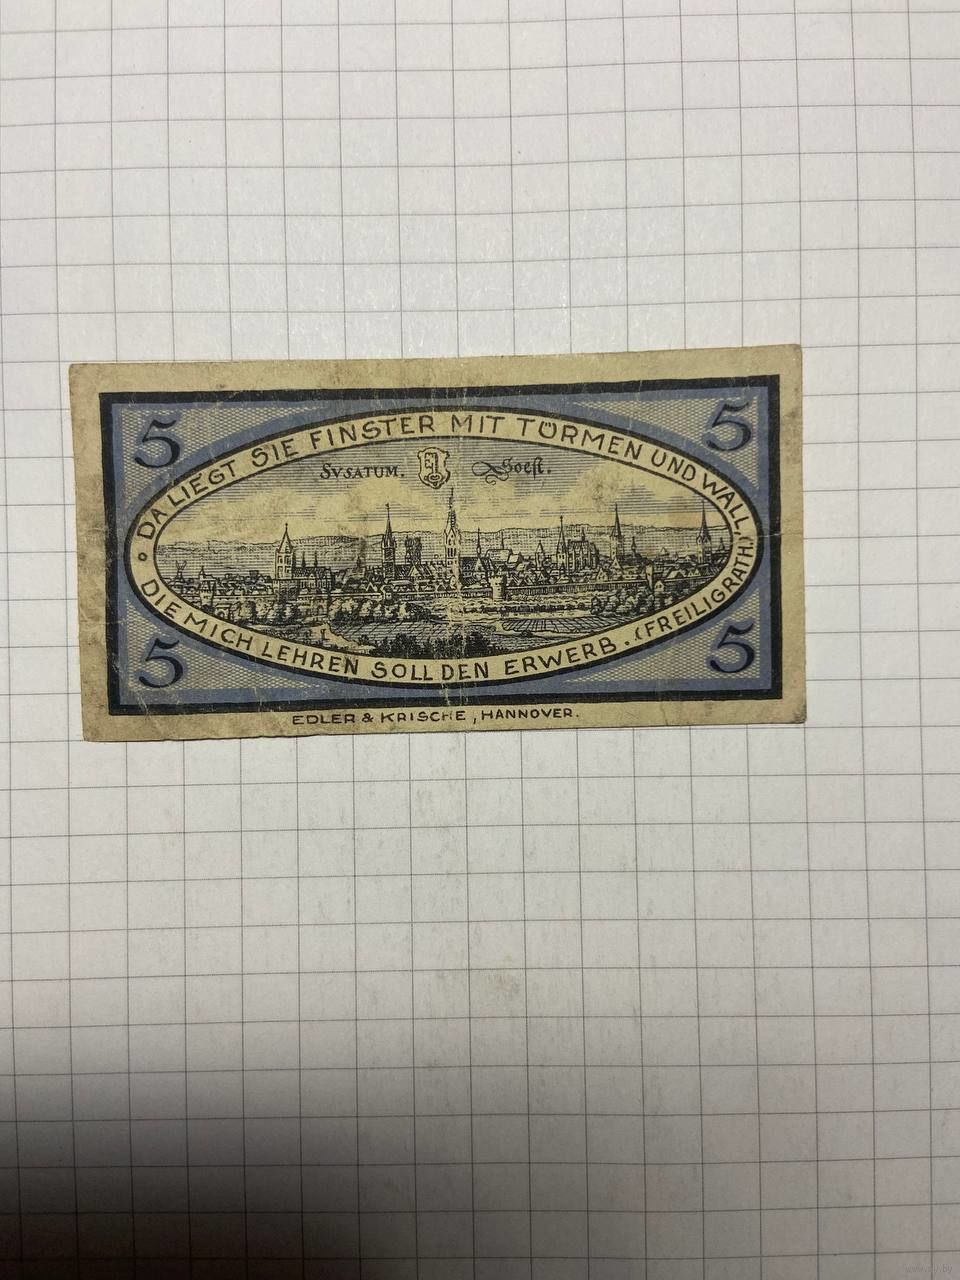 5 5
DA LIEGT SIE FINSTER MIT TÖRMEN UND WALL,
SVSATUM. Soest.
DIE MICH LEHREN SOLL DEN ERWERB. (FREILIGRATH.)
5 5
EDLER & KRISCHE, HANNOVER.